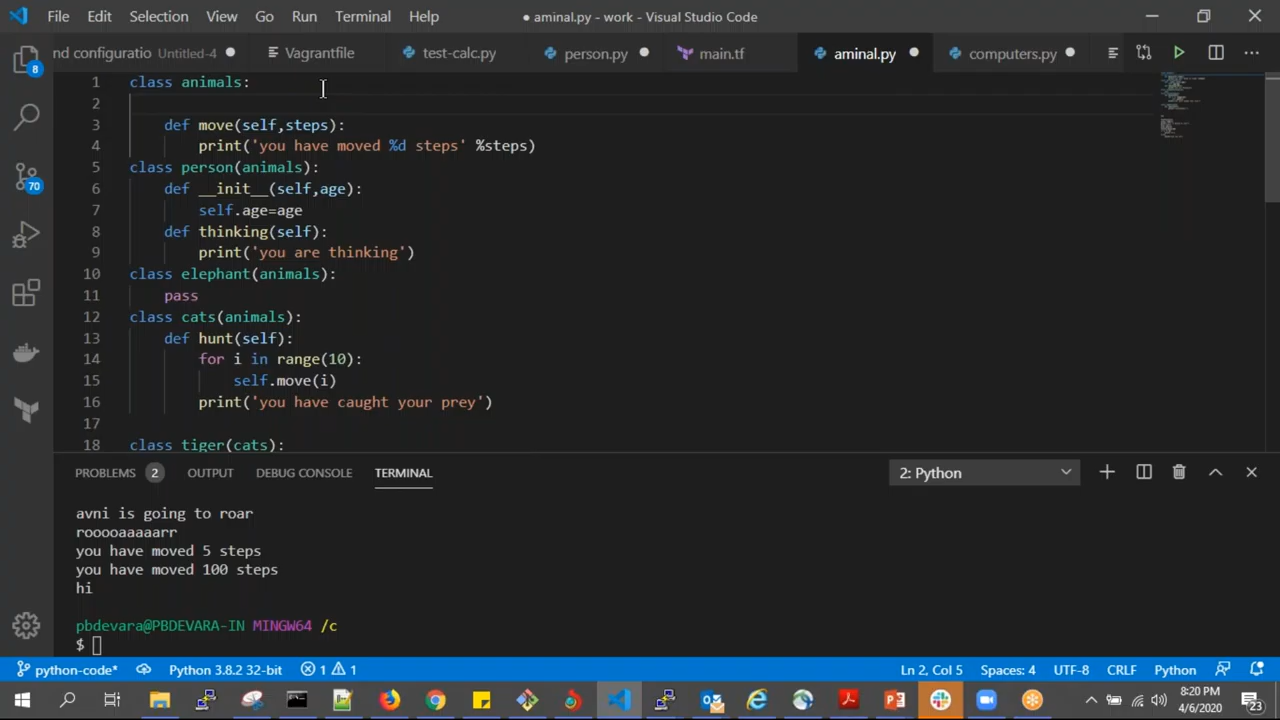 File Edit Selection View Go Run Terminal Help
● aminal.py - work - Visual Studio Code
nd configuratio Untitled-4 ● Vagrantfile test-calc.py person.py ● main.tf aminal.py ● computers.py ●
8
70
1 class animals:
2
3 def move(self,steps):
4 print('you have moved %d steps' %steps)
5 class person(animals):
6 def __init__(self,age):
7 self.age=age
8 def thinking(self):
9 print('you are thinking')
10 class elephant(animals):
11 pass
12 class cats(animals):
13 def hunt(self):
14 for i in range(10):
15 self.move(i)
16 print('you have caught your prey')
17
18 class tiger(cats):
PROBLEMS 2 OUTPUT DEBUG CONSOLE TERMINAL 2: Python
avni is going to roar
rooooaaaaarr
you have moved 5 steps
you have moved 100 steps
hi
pbdevara@PBDEVARA-IN MINGW64 /c
$
python-code* Python 3.8.2 32-bit 1 1 Ln 2, Col 5 Spaces: 4 UTF-8 CRLF Python
8:20 PM
4/6/2020
23